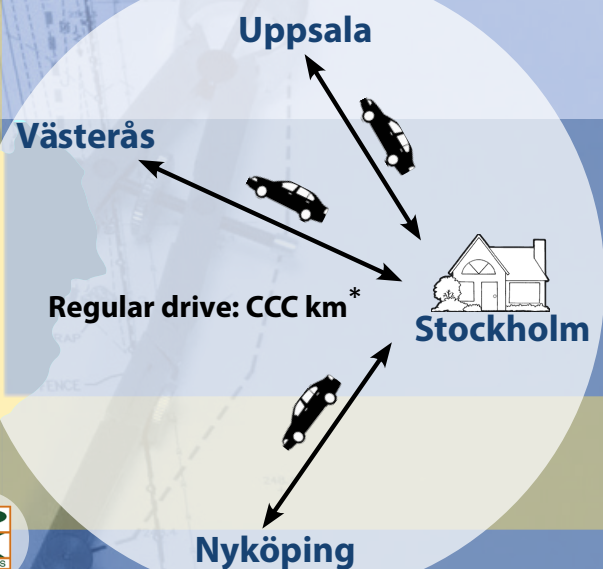 Uppsala
Västerås
Regular drive: CCC km*
Stockholm
Nyköping